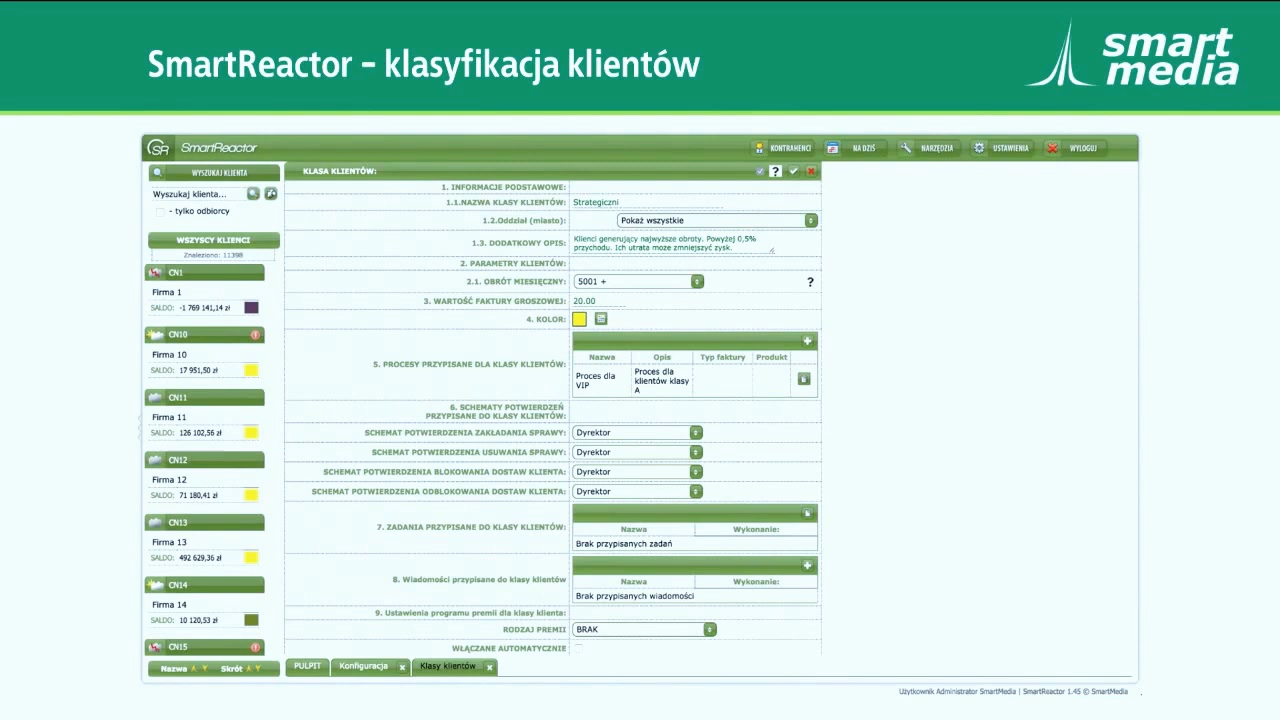 SmartReactor – klasyfikacja klientów
smart
media
SR SmartReactor
KONTRAHENCI NA DZIŚ NARZĘDZIA USTAWIENIA WYLOGUJ
WYSZUKAJ KLIENTA
Wyszukaj klienta...
- tylko odbiorcy
WSZYSCY KLIENCI
Znaleziono: 11398
CN1
Firma 1
SALDO: -1 769 141,14 zł
CN10
Firma 10
SALDO: 17 951,50 zł
CN11
Firma 11
SALDO: 126 102,56 zł
CN12
Firma 12
SALDO: 71 180,41 zł
CN13
Firma 13
SALDO: 492 629,36 zł
CN14
Firma 14
SALDO: 10 120,53 zł
CN15
Nazwa Skrót
KLASA KLIENTÓW: ?
1. INFORMACJE PODSTAWOWE:
1.1.NAZWA KLASY KLIENTÓW: Strategiczni
1.2.Oddział (miasto): Pokaż wszystkie
1.3. DODATKOWY OPIS: Klienci generujący najwyższe obroty. Powyżej 0,5%
przychodu. Ich utrata może zmniejszyć zysk.
2. PARAMETRY KLIENTÓW:
2.1. OBRÓT MIESIĘCZNY: 5001 + ?
3. WARTOŚĆ FAKTURY GROSZOWEJ: 20.00
4. KOLOR:
5. PROCESY PRZYPISANE DLA KLASY KLIENTÓW:
Nazwa Opis Typ faktury Produkt
Proces dla
VIP
Proces dla
klientów klasy
A
6. SCHEMATY POTWIERDZEŃ
PRZYPISANE DO KLASY KLIENTÓW:
SCHEMAT POTWIERDZENIA ZAKŁADANIA SPRAWY: Dyrektor
SCHEMAT POTWIERDZENIA USUWANIA SPRAWY: Dyrektor
SCHEMAT POTWIERDZENIA BLOKOWANIA DOSTAW KLIENTA: Dyrektor
SCHEMAT POTWIERDZENIA ODBLOKOWANIA DOSTAW KLIENTA: Dyrektor
7. ZADANIA PRZYPISANE DO KLASY KLIENTÓW:
Nazwa Wykonanie:
Brak przypisanych zadań
8. Wiadomości przypisane do klasy klientów
Nazwa Wykonanie:
Brak przypisanych wiadomości
9. Ustawienia programu premii dla klasy klienta:
RODZAJ PREMII BRAK
WŁĄCZANE AUTOMATYCZNIE
PULPIT Konfiguracja x Klasy klientów x
Użytkownik Administrator SmartMedia | SmartReactor 1.45 © SmartMedia